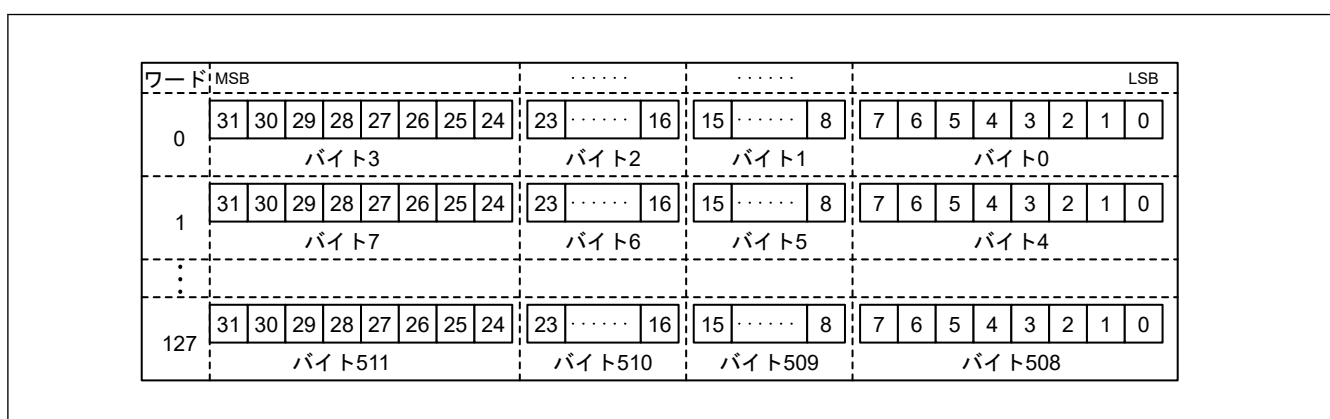 ワード MSB ‥‥‥ ‥‥‥ LSB
0 31 30 29 28 27 26 25 24 23 ‥‥‥ 16 15 ‥‥‥ 8 7 6 5 4 3 2 1 0
バイト3 バイト2 バイト1 バイト0
1 31 30 29 28 27 26 25 24 23 ‥‥‥ 16 15 ‥‥‥ 8 7 6 5 4 3 2 1 0
バイト7 バイト6 バイト5 バイト4
⋮
127 31 30 29 28 27 26 25 24 23 ‥‥‥ 16 15 ‥‥‥ 8 7 6 5 4 3 2 1 0
バイト511 バイト510 バイト509 バイト508